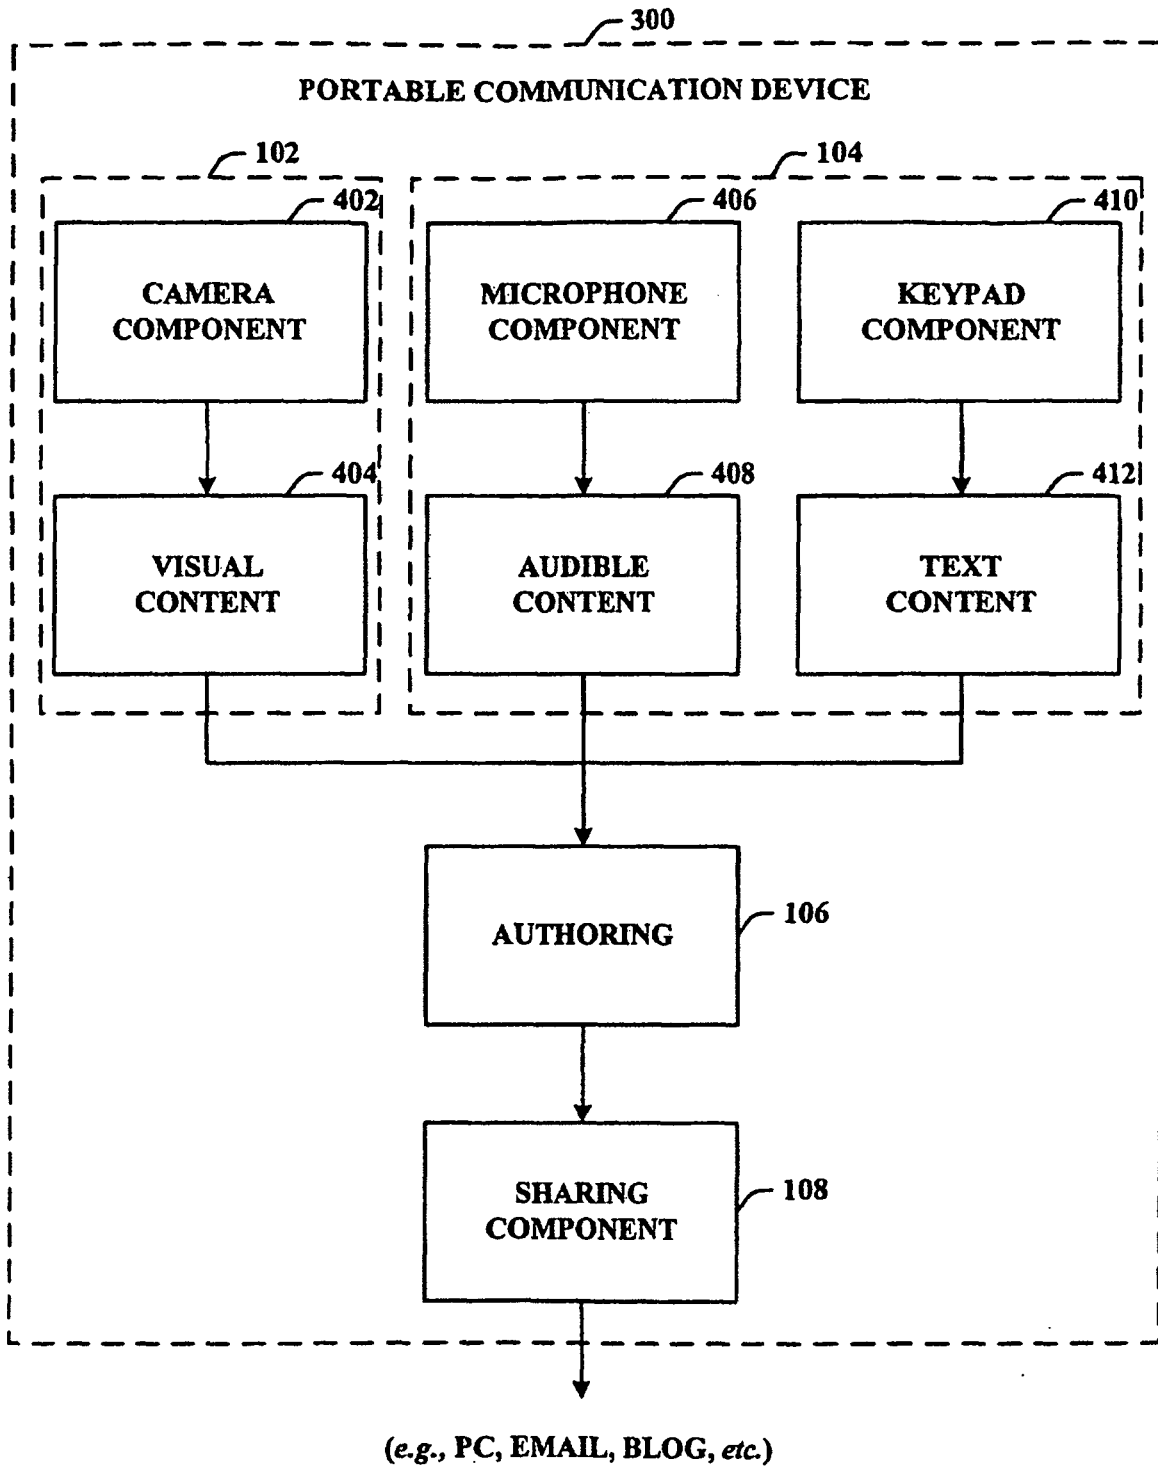 300
PORTABLE COMMUNICATION DEVICE
102
104
402
406
410
CAMERA
COMPONENT
MICROPHONE
COMPONENT
KEYPAD
COMPONENT
404
408
412
VISUAL
CONTENT
AUDIBLE
CONTENT
TEXT
CONTENT
AUTHORING
106
SHARING
COMPONENT
108
(e.g., PC, EMAIL, BLOG, etc.)